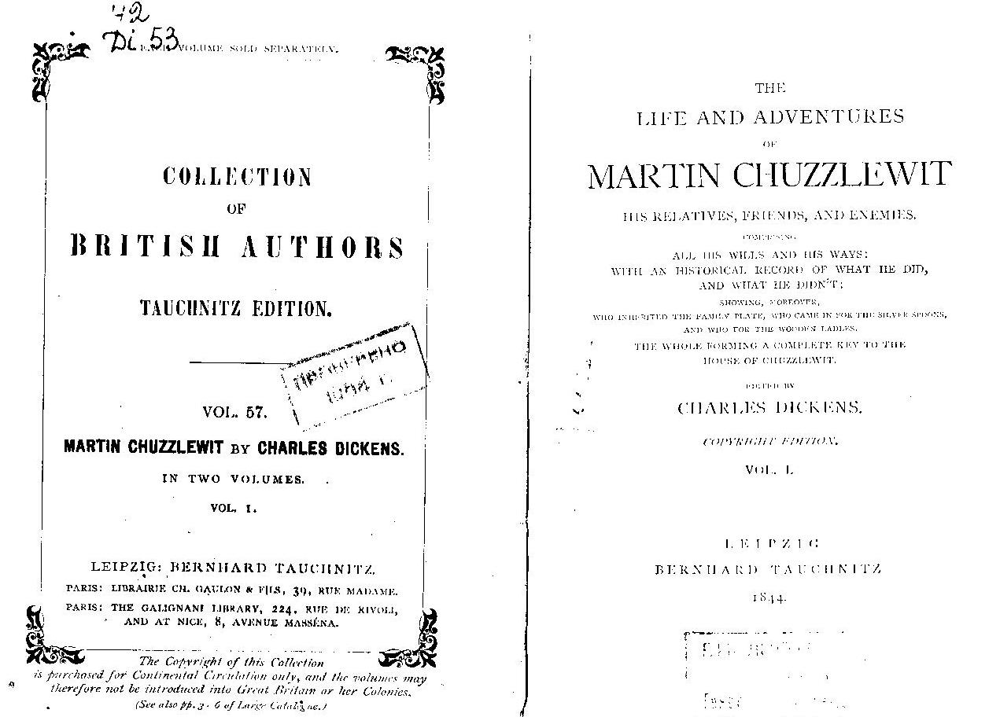 42
Di 53
VOLUME SOLD SEPARATELY.
COLLECTION
OF
BRITISH AUTHORS
TAUCHNITZ EDITION.
VOL. 57.
MARTIN CHUZZLEWIT BY CHARLES DICKENS.
IN TWO VOLUMES.
VOL. I.
LEIPZIG: BERNHARD TAUCHNITZ.
PARIS: LIBRAIRIE CH. GAULON & FILS, 39, RUE MADAME.
PARIS: THE GALIGNANI LIBRARY, 224, RUE DE RIVOLI,
AND AT NICE, 8, AVENUE MASSÉNA.
The Copyright of this Collection
is purchased for Continental Circulation only, and the volumes may
therefore not be introduced into Great Britain or her Colonies.
(See also pp. 3-6 of Large Catalogue.)
THE
LIFE AND ADVENTURES
OF
MARTIN CHUZZLEWIT
HIS RELATIVES, FRIENDS, AND ENEMIES.
COMPRISING
ALL HIS WILLS AND HIS WAYS:
WITH AN HISTORICAL RECORD OF WHAT HE DID,
AND WHAT HE DIDN'T;
SHOWING, MOREOVER,
WHO INHERITED THE FAMILY PLATE, WHO CAME IN FOR THE SILVER SPOONS,
AND WHO FOR THE WOODEN LADLES.
THE WHOLE FORMING A COMPLETE KEY TO THE
HOUSE OF CHUZZLEWIT.
EDITED BY
CHARLES DICKENS.
COPYRIGHT EDITION.
VOL. I.
LEIPZIG
BERNHARD TAUCHNITZ
1844.